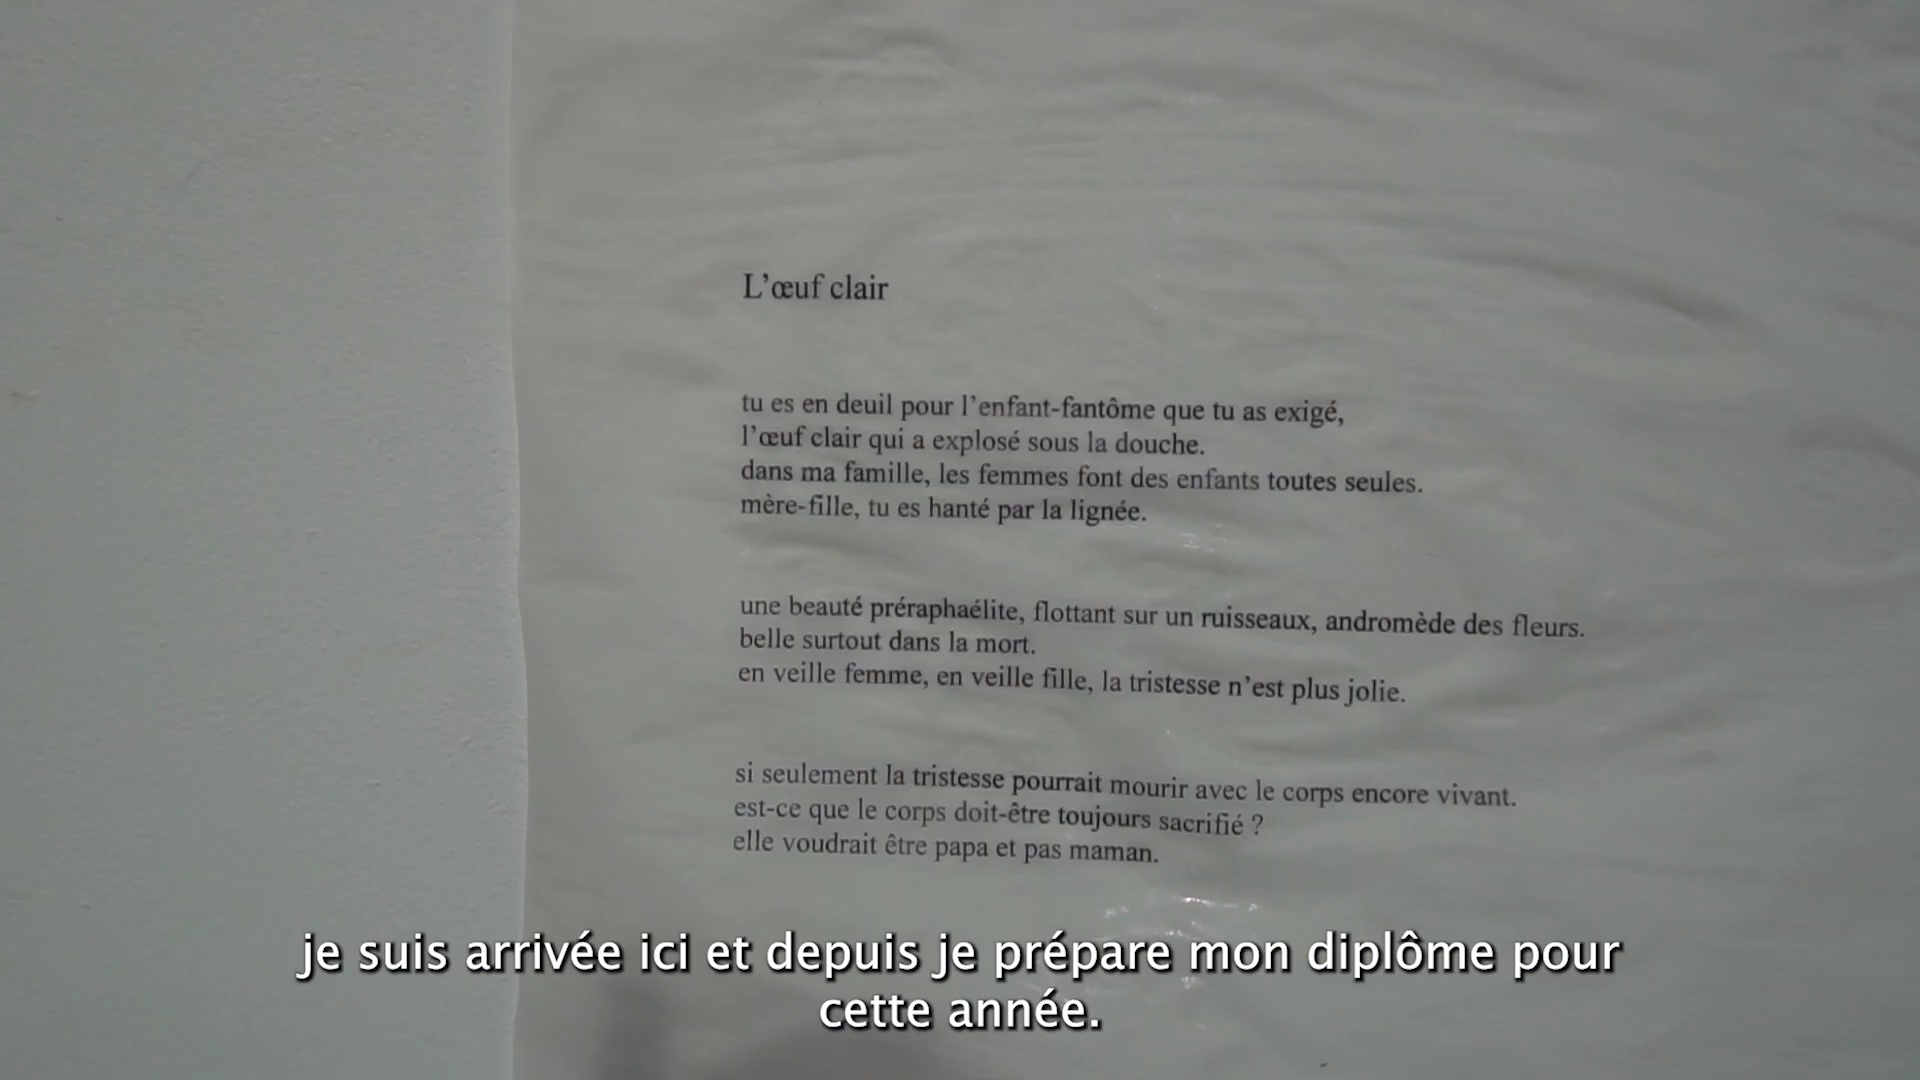 L’œuf clair
tu es en deuil pour l’enfant-fantôme que tu as exigé,
l’œuf clair qui a explosé sous la douche.
dans ma famille, les femmes font des enfants toutes seules.
mère-fille, tu es hanté par la lignée.
une beauté préraphaélite, flottant sur un ruisseaux, andromède des fleurs.
belle surtout dans la mort.
en veille femme, en veille fille, la tristesse n’est plus jolie.
si seulement la tristesse pourrait mourir avec le corps encore vivant.
est-ce que le corps doit-être toujours sacrifié ?
elle voudrait être papa et pas maman.
je suis arrivée ici et depuis je prépare mon diplôme pour
cette année.